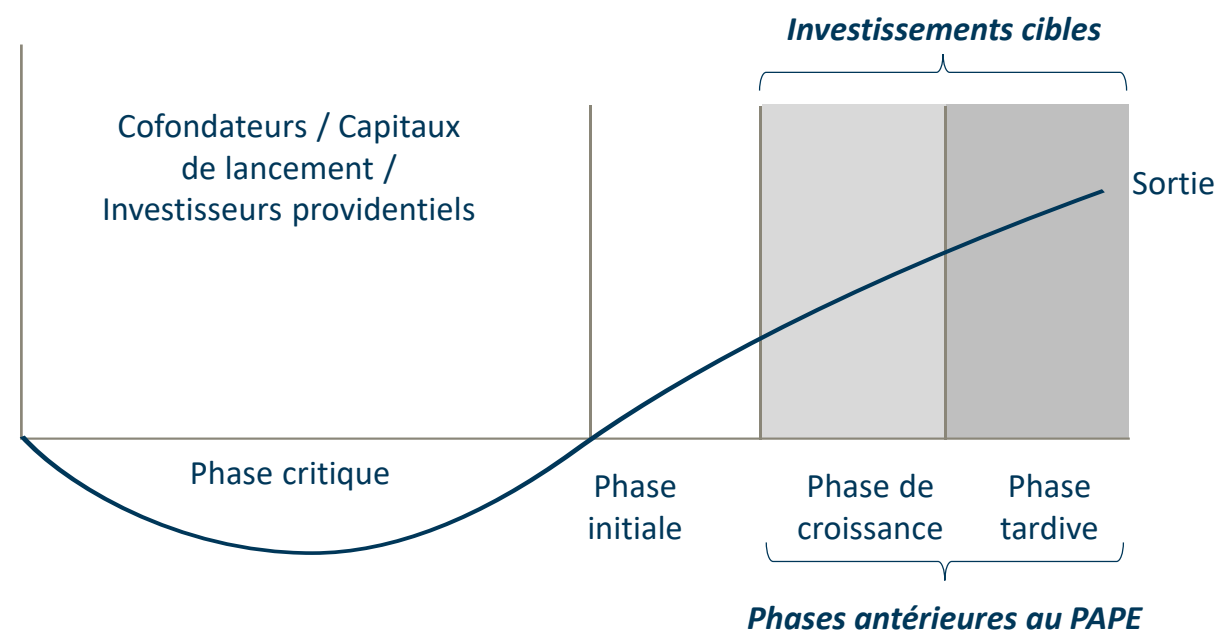 Investissements cibles
Cofondateurs / Capitaux
de lancement /
Investisseurs providentiels
Sortie
Phase critique
Phase
initiale
Phase de
croissance
Phase
tardive
Phases antérieures au PAPE